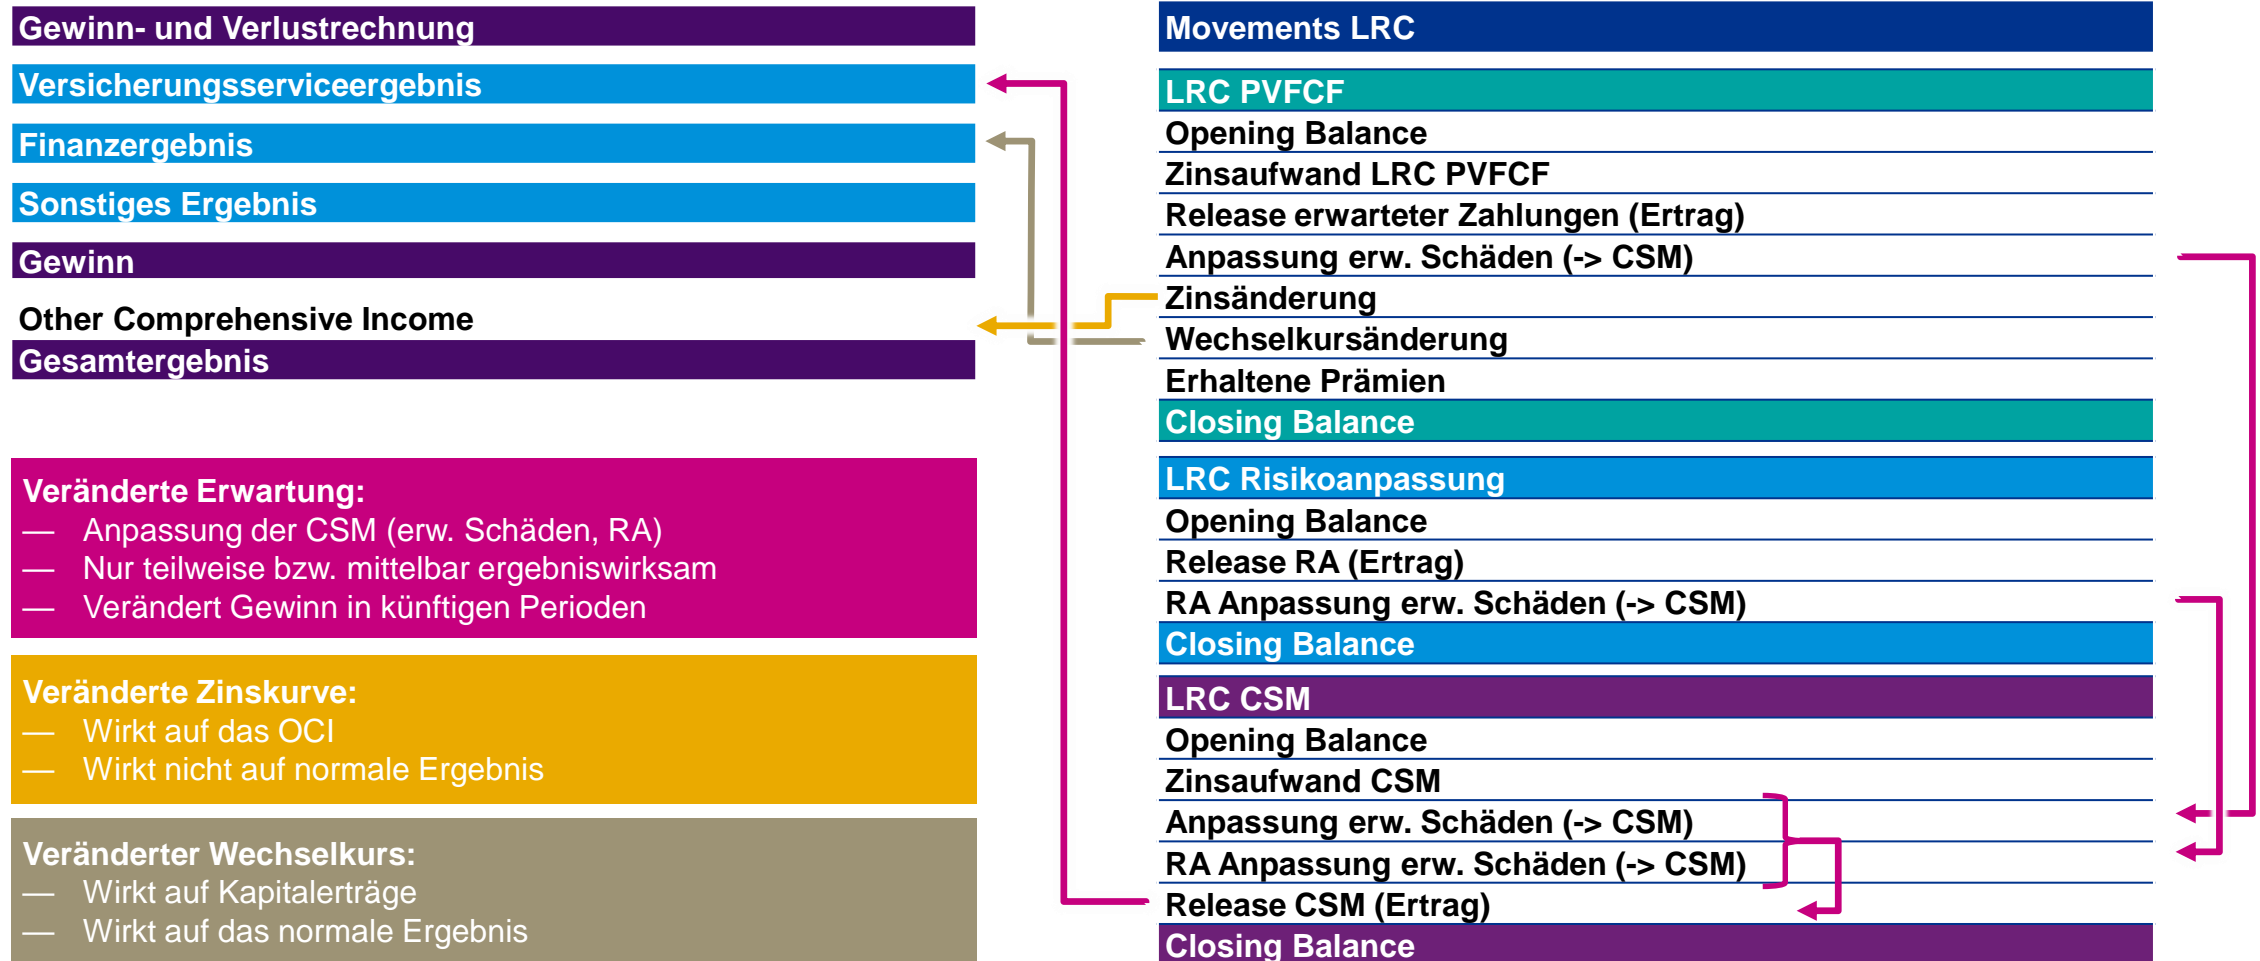 Gewinn- und Verlustrechnung
Versicherungsserviceergebnis
Finanzergebnis
Sonstiges Ergebnis
Gewinn
Other Comprehensive Income
Gesamtergebnis
Veränderte Erwartung:
— Anpassung der CSM (erw. Schäden, RA)
— Nur teilweise bzw. mittelbar ergebniswirksam
— Verändert Gewinn in künftigen Perioden
Veränderte Zinskurve:
— Wirkt auf das OCI
— Wirkt nicht auf normale Ergebnis
Veränderter Wechselkurs:
— Wirkt auf Kapitalerträge
— Wirkt auf das normale Ergebnis
Movements LRC
LRC PVFCF
Opening Balance
Zinsaufwand LRC PVFCF
Release erwarteter Zahlungen (Ertrag)
Anpassung erw. Schäden (-> CSM)
Zinsänderung
Wechselkursänderung
Erhaltene Prämien
Closing Balance
LRC Risikoanpassung
Opening Balance
Release RA (Ertrag)
RA Anpassung erw. Schäden (-> CSM)
Closing Balance
LRC CSM
Opening Balance
Zinsaufwand CSM
Anpassung erw. Schäden (-> CSM)
RA Anpassung erw. Schäden (-> CSM)
Release CSM (Ertrag)
Closing Balance